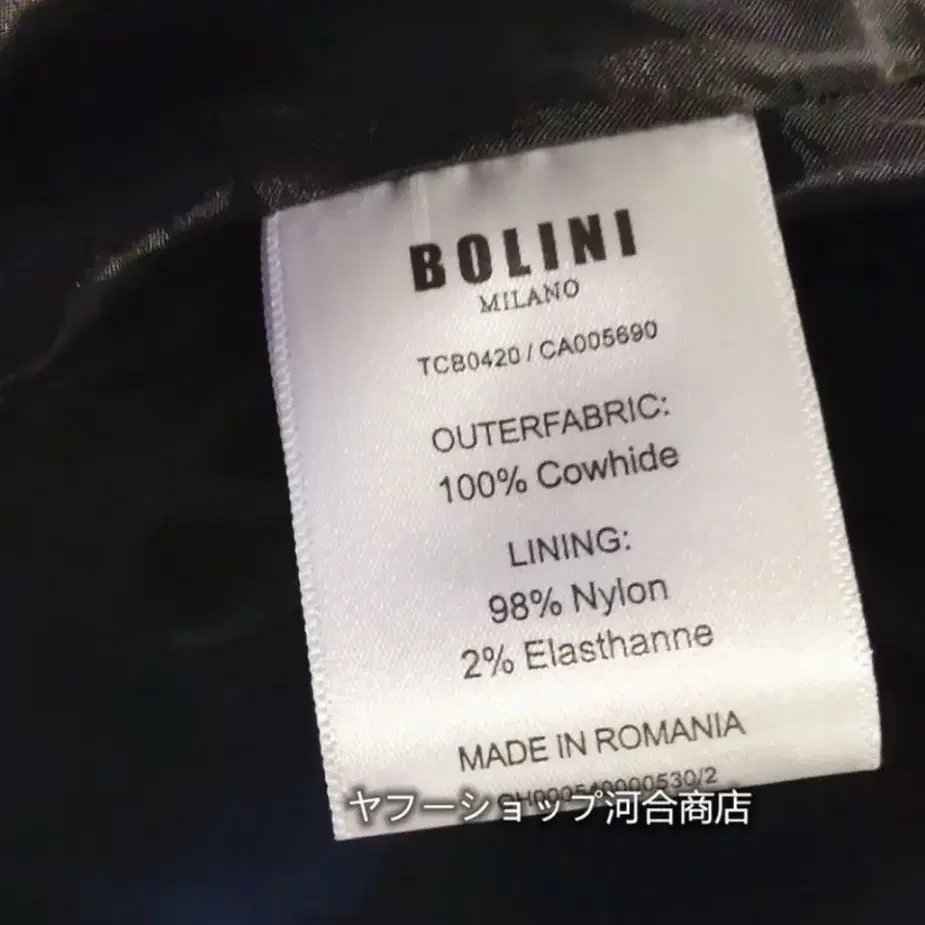 BOLINI
MILANO
TCB0420 / CA005690
OUTERFABRIC:
100% Cowhide
LINING:
98% Nylon
2% Elasthanne
MADE IN ROMANIA
ヤフーショップ河合商店